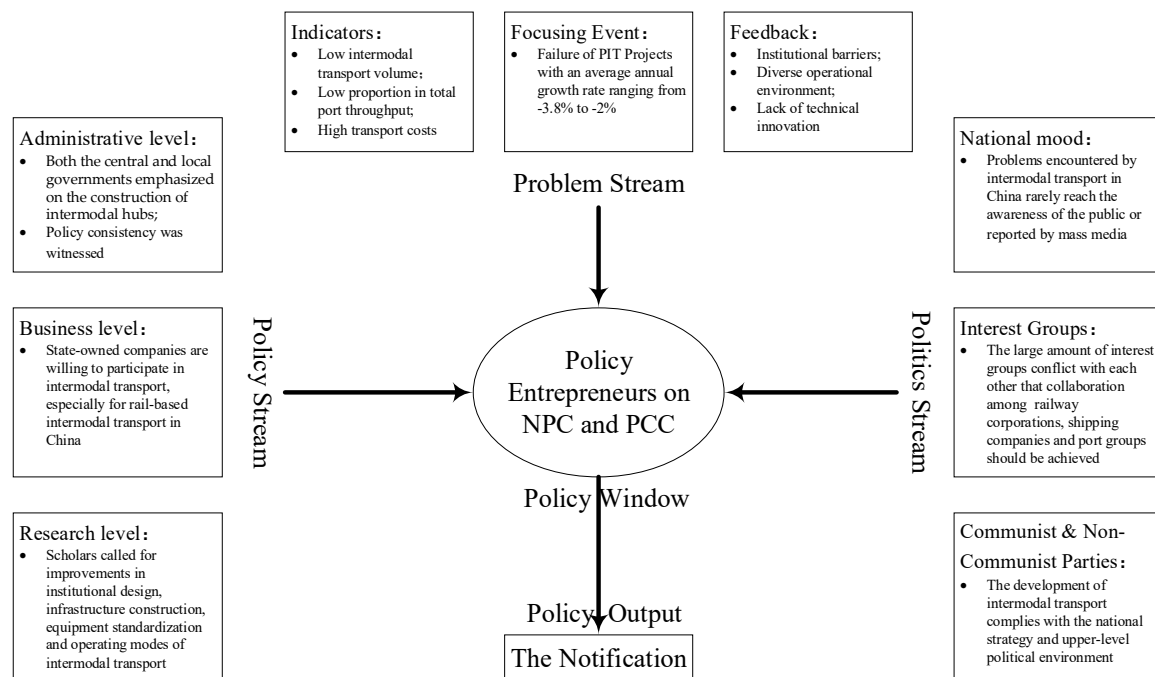 Indicators：
• Low intermodal
transport volume；
• Low proportion in total
port throughput;
• High transport costs
Focusing Event：
• Failure of PIT Projects
with an average annual
growth rate ranging from
-3.8% to -2%
Feedback：
• Institutional barriers;
• Diverse operational
environment;
• Lack of technical
innovation
Administrative level：
• Both the central and local
governments emphasized
on the construction of
intermodal hubs;
• Policy consistency was
witnessed
National mood：
• Problems encountered by
intermodal transport in
China rarely reach the
awareness of the public or
reported by mass media
Problem Stream
Business level：
• State-owned companies are
willing to participate in
intermodal transport,
especially for rail-based
intermodal transport in
China
Policy Stream
Policy
Entrepreneurs on
NPC and PCC
Politics Stream
Interest Groups：
• The large amount of interest
groups conflict with each
other that collaboration
among railway
corporations, shipping
companies and port groups
should be achieved
Policy Window
Research level：
• Scholars called for
improvements in
institutional design,
infrastructure construction,
equipment standardization
and operating modes of
intermodal transport
Communist & Non-
Communist Parties：
• The development of
intermodal transport
complies with the national
strategy and upper-level
political environment
Policy Output
The Notification